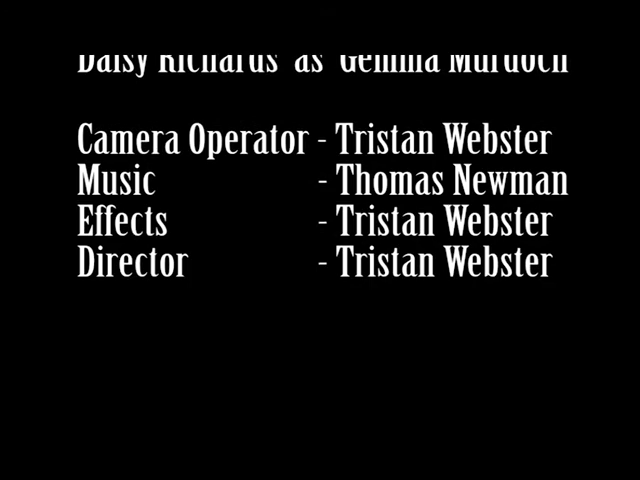 Daisy Richards as Gemma Murdoch
Camera Operator - Tristan Webster
Music - Thomas Newman
Effects - Tristan Webster
Director - Tristan Webster